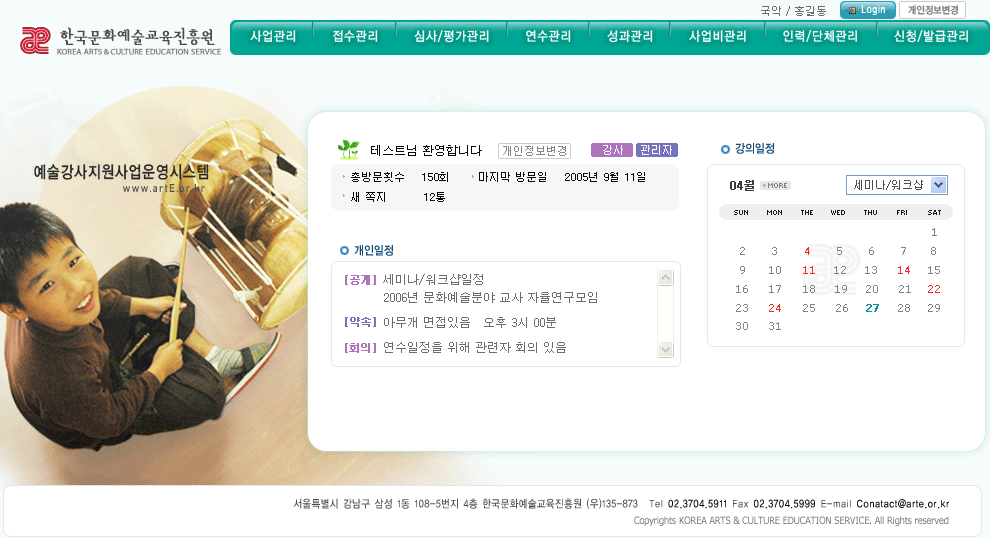 국악 / 홍길동 Login 개인정보변경
한국문화예술교육진흥원
KOREA ARTS & CULTURE EDUCATION SERVICE
사업관리 접수관리 심사/평가관리 연수관리 성과관리 사업비관리 인력/단체관리 신청/발급관리
예술강사지원사업운영시스템
www.artE.or.kr
테스트님 환영합니다 개인정보변경 강사 관리자
총방문횟수 150회 마지막 방문일 2005년 9월 11일
새 쪽지 12통
개인일정
[공개] 세미나/워크샵일정
2006년 문화예술분야 교사 자율연구모임
[약속] 아무개 면접있음 오후 3시 00분
[회의] 연수일정을 위해 관련자 회의 있음
강의일정
04월 MORE 세미나/워크샵
SUN MON THE WED THU FRI SAT
1
2 3 4 5 6 7 8
9 10 11 12 13 14 15
16 17 18 19 20 21 22
23 24 25 26 27 28 29
30 31
서울특별시 강남구 삼성 1동 108-5번지 4층 한국문화예술교육진흥원 (우)135-873 Tel 02.3704.5911 Fax 02.3704.5999 E-mail Conatact@arte.or.kr
Copyrights KOREA ARTS & CULTURE EDUCATION SERVICE. All Rights reserved